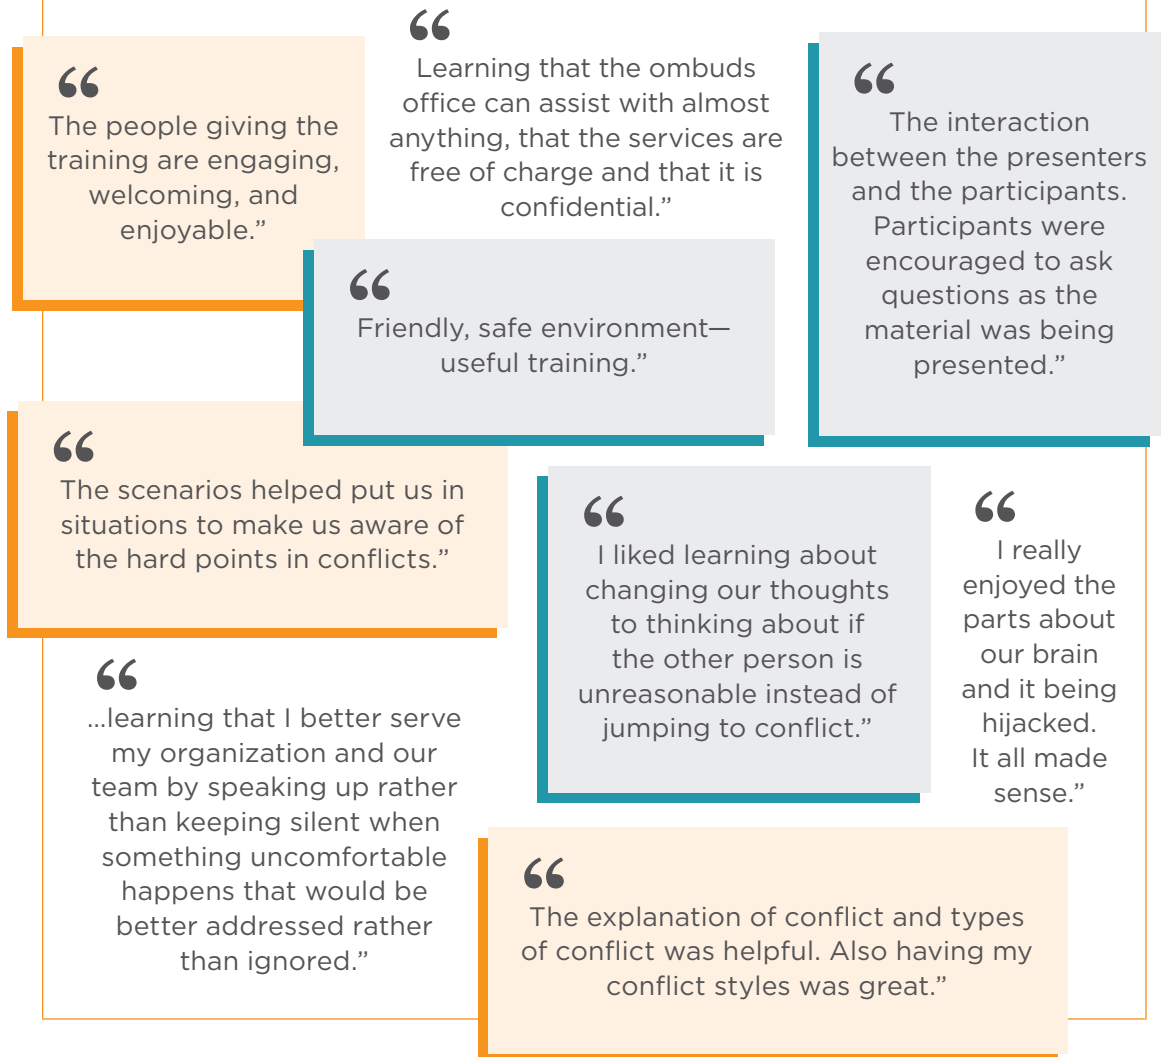 “
The people giving the
training are engaging,
welcoming, and
enjoyable.”
“
Learning that the ombuds
office can assist with almost
anything, that the services are
free of charge and that it is
confidential.”
“
The interaction
between the presenters
and the participants.
Participants were
encouraged to ask
questions as the
material was being
presented.”
“
Friendly, safe environment—
useful training.”
“
The scenarios helped put us in
situations to make us aware of
the hard points in conflicts.”
“
I liked learning about
changing our thoughts
to thinking about if
the other person is
unreasonable instead of
jumping to conflict.”
“
I really
enjoyed the
parts about
our brain
and it being
hijacked.
It all made
sense.”
“
...learning that I better serve
my organization and our
team by speaking up rather
than keeping silent when
something uncomfortable
happens that would be
better addressed rather
than ignored.”
“
The explanation of conflict and types
of conflict was helpful. Also having my
conflict styles was great.”